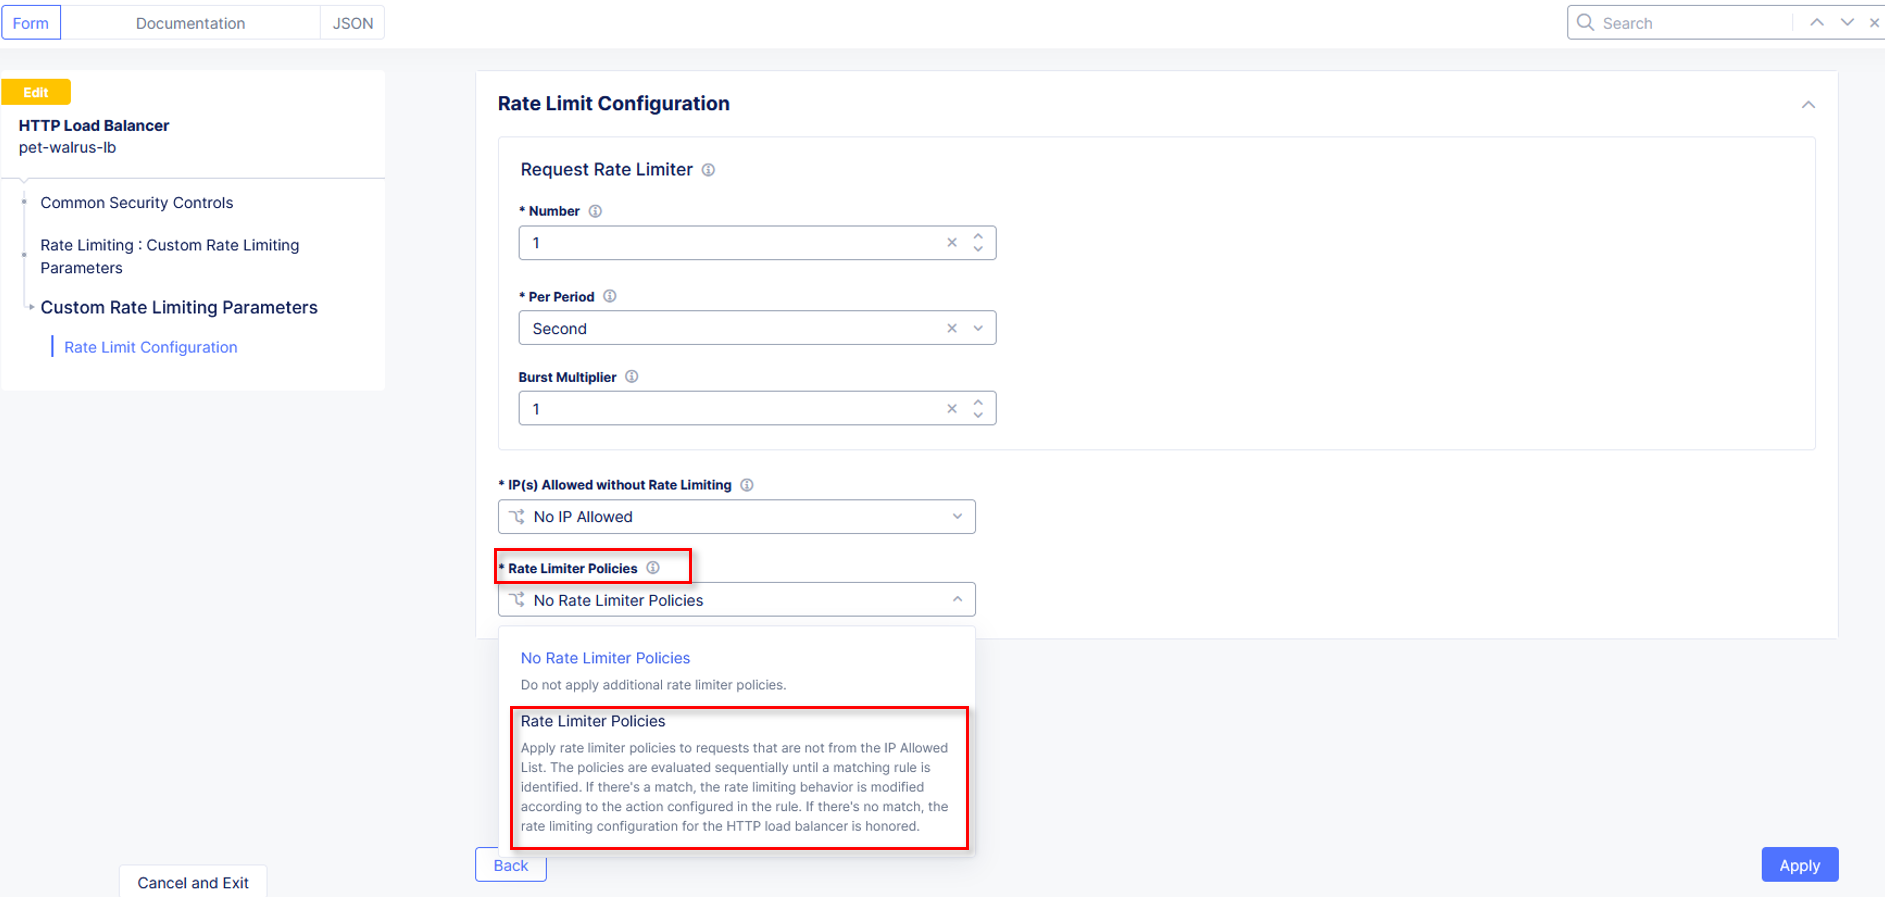 Form
Documentation
JSON
Search
Edit
HTTP Load Balancer
pet-walrus-lb
Common Security Controls
Rate Limiting : Custom Rate Limiting
Parameters
Custom Rate Limiting Parameters
Rate Limit Configuration
Rate Limit Configuration
Request Rate Limiter
* Number
1
* Per Period
Second
Burst Multiplier
1
* IP(s) Allowed without Rate Limiting
No IP Allowed
* Rate Limiter Policies
No Rate Limiter Policies
No Rate Limiter Policies
Do not apply additional rate limiter policies.
Rate Limiter Policies
Apply rate limiter policies to requests that are not from the IP Allowed
List. The policies are evaluated sequentially until a matching rule is
identified. If there's a match, the rate limiting behavior is modified
according to the action configured in the rule. If there's no match, the
rate limiting configuration for the HTTP load balancer is honored.
Back
Apply
Cancel and Exit